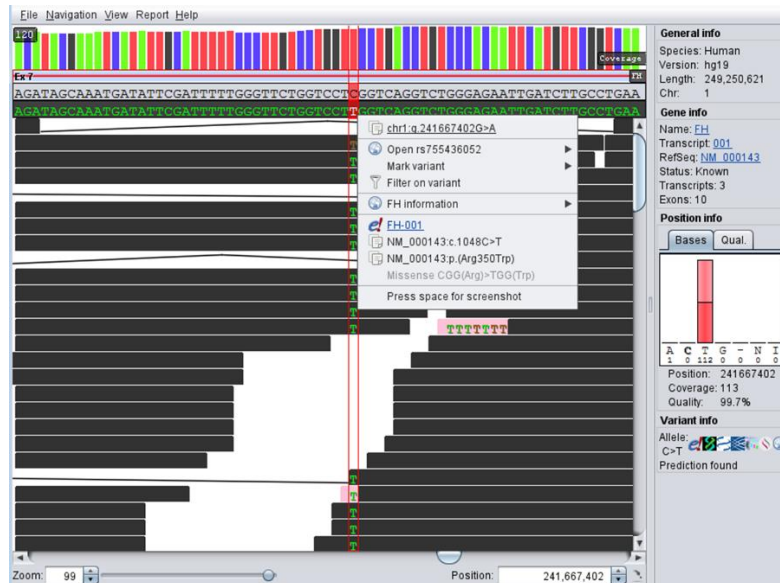 File Navigation View Report Help
120
Coverage
Ex 7
FH
AGATAGCAAATGATATTCGATTTTTGGGTTCTGGTCCTCGGTCAGGTCTGGGAGAATTGATCTTGCCTGAA
AGATAGCAAATGATATTCGATTTTTGGGTTCTGGTCCTTGGTCAGGTCTGGGAGAATTGATCTTGCCTGAA
chr1:g.241667402G>A
Open rs755436052
Mark variant
Filter on variant
FH information
FH-001
NM_000143:c.1048C>T
NM_000143:p.(Arg350Trp)
Missense CGG(Arg)>TGG(Trp)
Press space for screenshot
T
T
T
T
T
T
T
T
T
T TTTTTTT
T
T
T
T
T
Zoom: 99
Position: 241,667,402
General info
Species: Human
Version: hg19
Length: 249,250,621
Chr: 1
Gene info
Name: FH
Transcript: 001
RefSeq: NM_000143
Status: Known
Transcripts: 3
Exons: 10
Position info
Bases Qual.
A C T G - N I
1 0 112 0 0 0 0
Position: 241667402
Coverage: 113
Quality: 99.7%
Variant info
Allele:
C>T
Prediction found